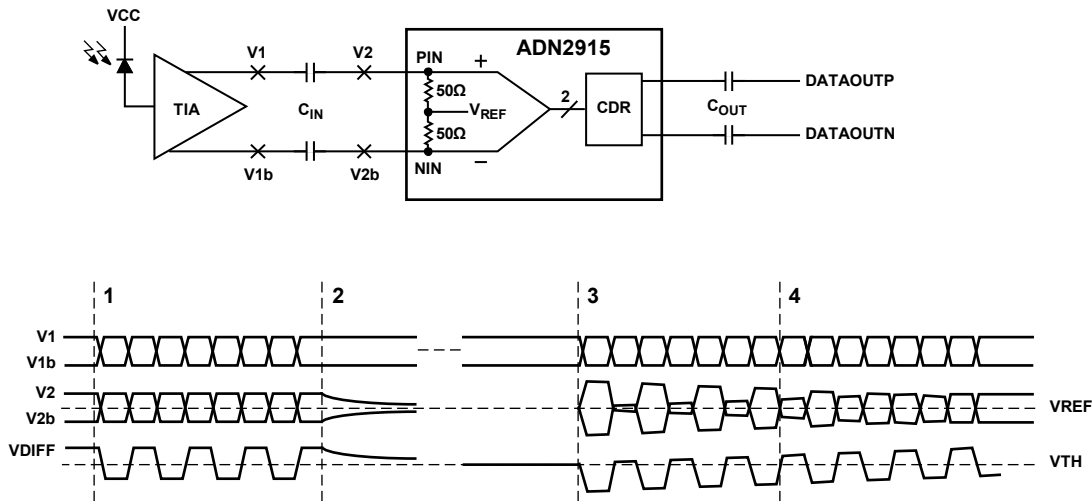 VCC
V1
V2
ADN2915
PIN
+
50Ω
TIA
C_IN
V_REF
2
CDR
C_OUT
DATAOUTP
50Ω
DATAOUTN
V1b
V2b
NIN
−
1
2
3
4
V1
V1b
V2
V2b
VREF
VDIFF
VTH